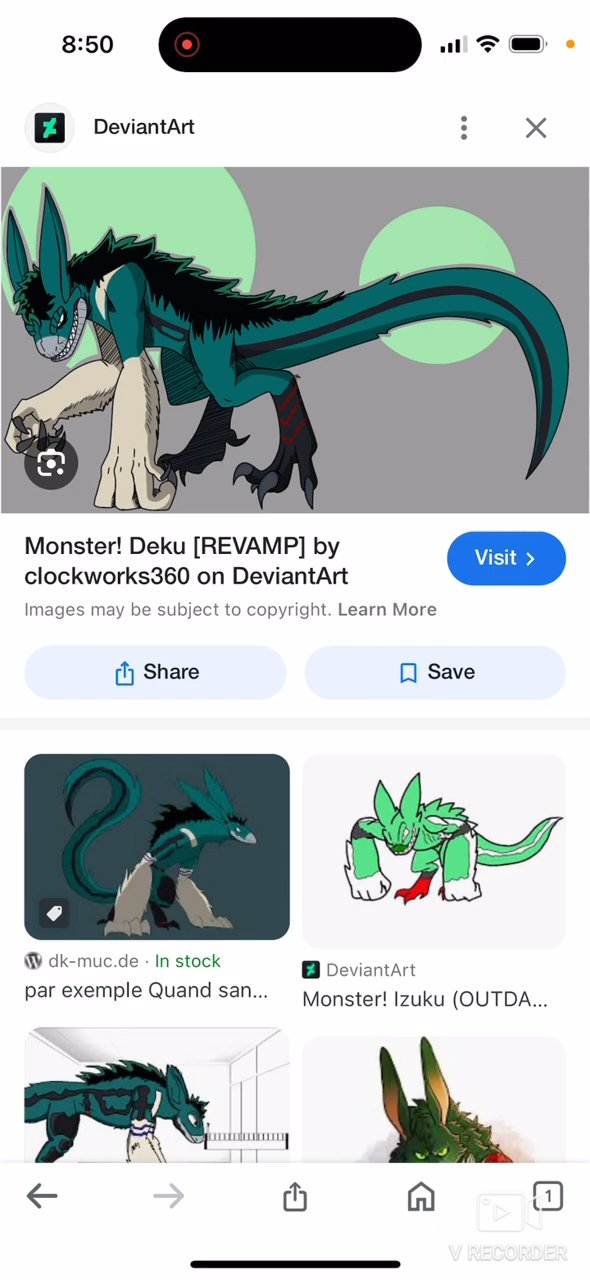 8:50
DeviantArt
Monster! Deku [REVAMP] by
clockworks360 on DeviantArt
Visit
Images may be subject to copyright. Learn More
Share
Save
dk-muc.de · In stock
par exemple Quand san...
DeviantArt
Monster! Izuku (OUTDA...
1
V RECORDER